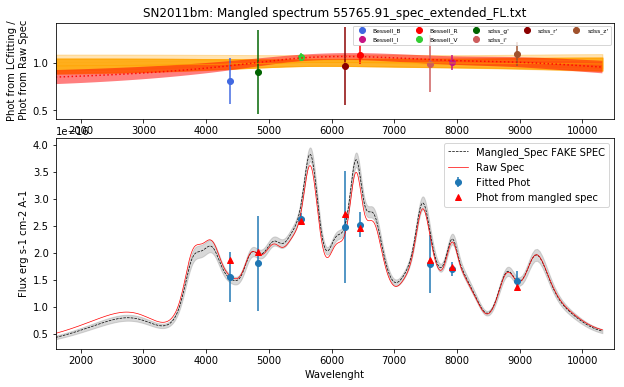 SN2011bm: Mangled spectrum 55765.91_spec_extended_FL.txt
Phot from LCfitting /
Phot from Raw Spec
1.0
0.5
Bessell_B
Bessell_I
Bessell_R
Bessell_V
sdss_g'
sdss_i'
sdss_r'
sdss_z'
2000 3000 4000 5000 6000 7000 8000 9000 10000
1e−16
Flux erg s-1 cm-2 A-1
4.0
3.5
3.0
2.5
2.0
1.5
1.0
0.5
Mangled_Spec FAKE SPEC
Raw Spec
Fitted Phot
Phot from mangled spec
2000 3000 4000 5000 6000 7000 8000 9000 10000
Wavelenght